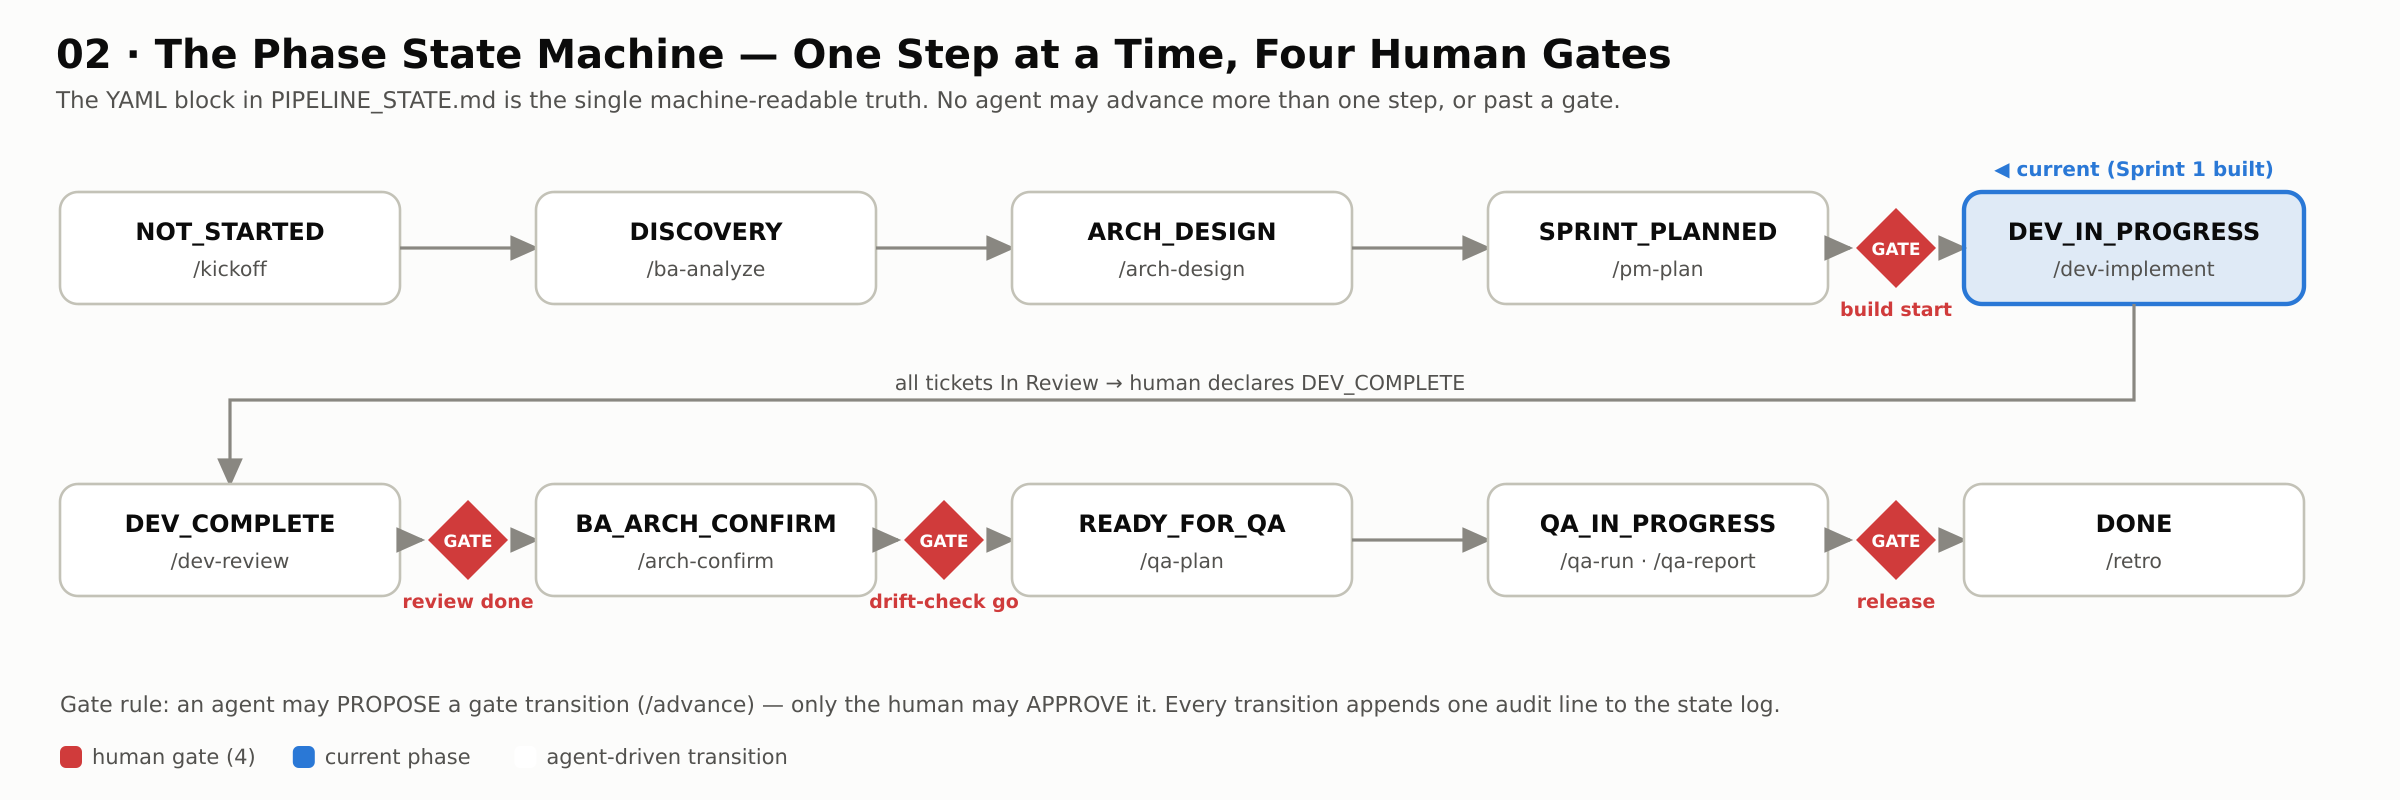 02 · The Phase State Machine — One Step at a Time, Four Human Gates
The YAML block in PIPELINE_STATE.md is the single machine-readable truth. No agent may advance more than one step, or past a gate.
◀ current (Sprint 1 built)
NOT_STARTED
/kickoff
DISCOVERY
/ba-analyze
ARCH_DESIGN
/arch-design
SPRINT_PLANNED
/pm-plan
GATE
build start
DEV_IN_PROGRESS
/dev-implement
all tickets In Review → human declares DEV_COMPLETE
DEV_COMPLETE
/dev-review
GATE
review done
BA_ARCH_CONFIRM
/arch-confirm
GATE
drift-check go
READY_FOR_QA
/qa-plan
QA_IN_PROGRESS
/qa-run · /qa-report
GATE
release
DONE
/retro
Gate rule: an agent may PROPOSE a gate transition (/advance) — only the human may APPROVE it. Every transition appends one audit line to the state log.
human gate (4)
current phase
agent-driven transition